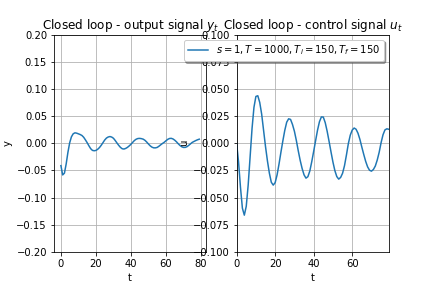 Closed loop - output signal y_t
Closed loop - control signal u_t
s = 1, T = 1000, T_i = 150, T_r = 150
0.20
0.15
0.10
0.05
0.00
−0.05
−0.10
−0.15
−0.20
y
0 20 40 60 80
t
0.100
0.075
0.050
0.025
0.000
−0.025
−0.050
−0.075
−0.100
u
0 20 40 60
t